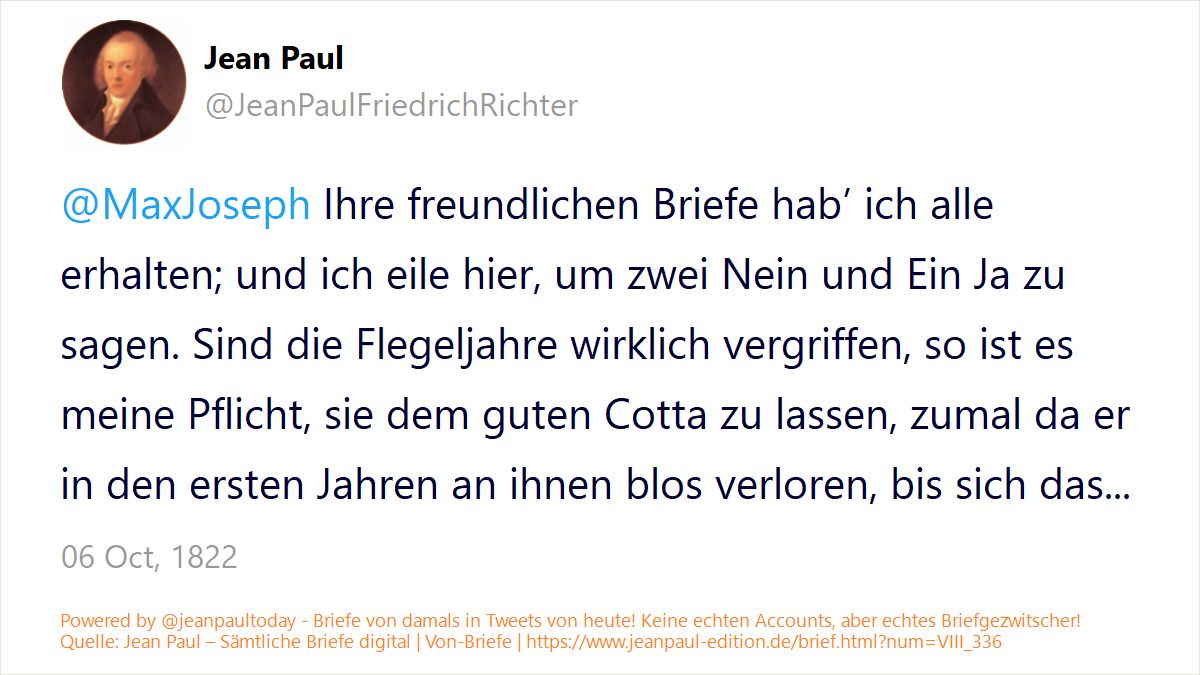 Jean Paul
@JeanPaulFriedrichRichter
@MaxJoseph Ihre freundlichen Briefe hab’ ich alle
erhalten; und ich eile hier, um zwei Nein und Ein Ja zu
sagen. Sind die Flegeljahre wirklich vergriffen, so ist es
meine Pflicht, sie dem guten Cotta zu lassen, zumal da er
in den ersten Jahren an ihnen blos verloren, bis sich das...
06 Oct, 1822
Powered by @jeanpaultoday - Briefe von damals in Tweets von heute! Keine echten Accounts, aber echtes Briefgezwitscher!
Quelle: Jean Paul – Sämtliche Briefe digital | Von-Briefe | https://www.jeanpaul-edition.de/brief.html?num=VIII_336